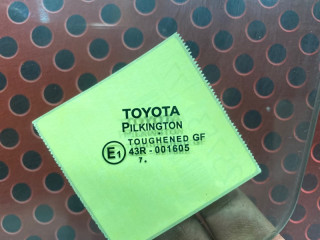 TOYOTA
PILKINGTON
TOUGHENED GF
E1 43R - 001605
7.